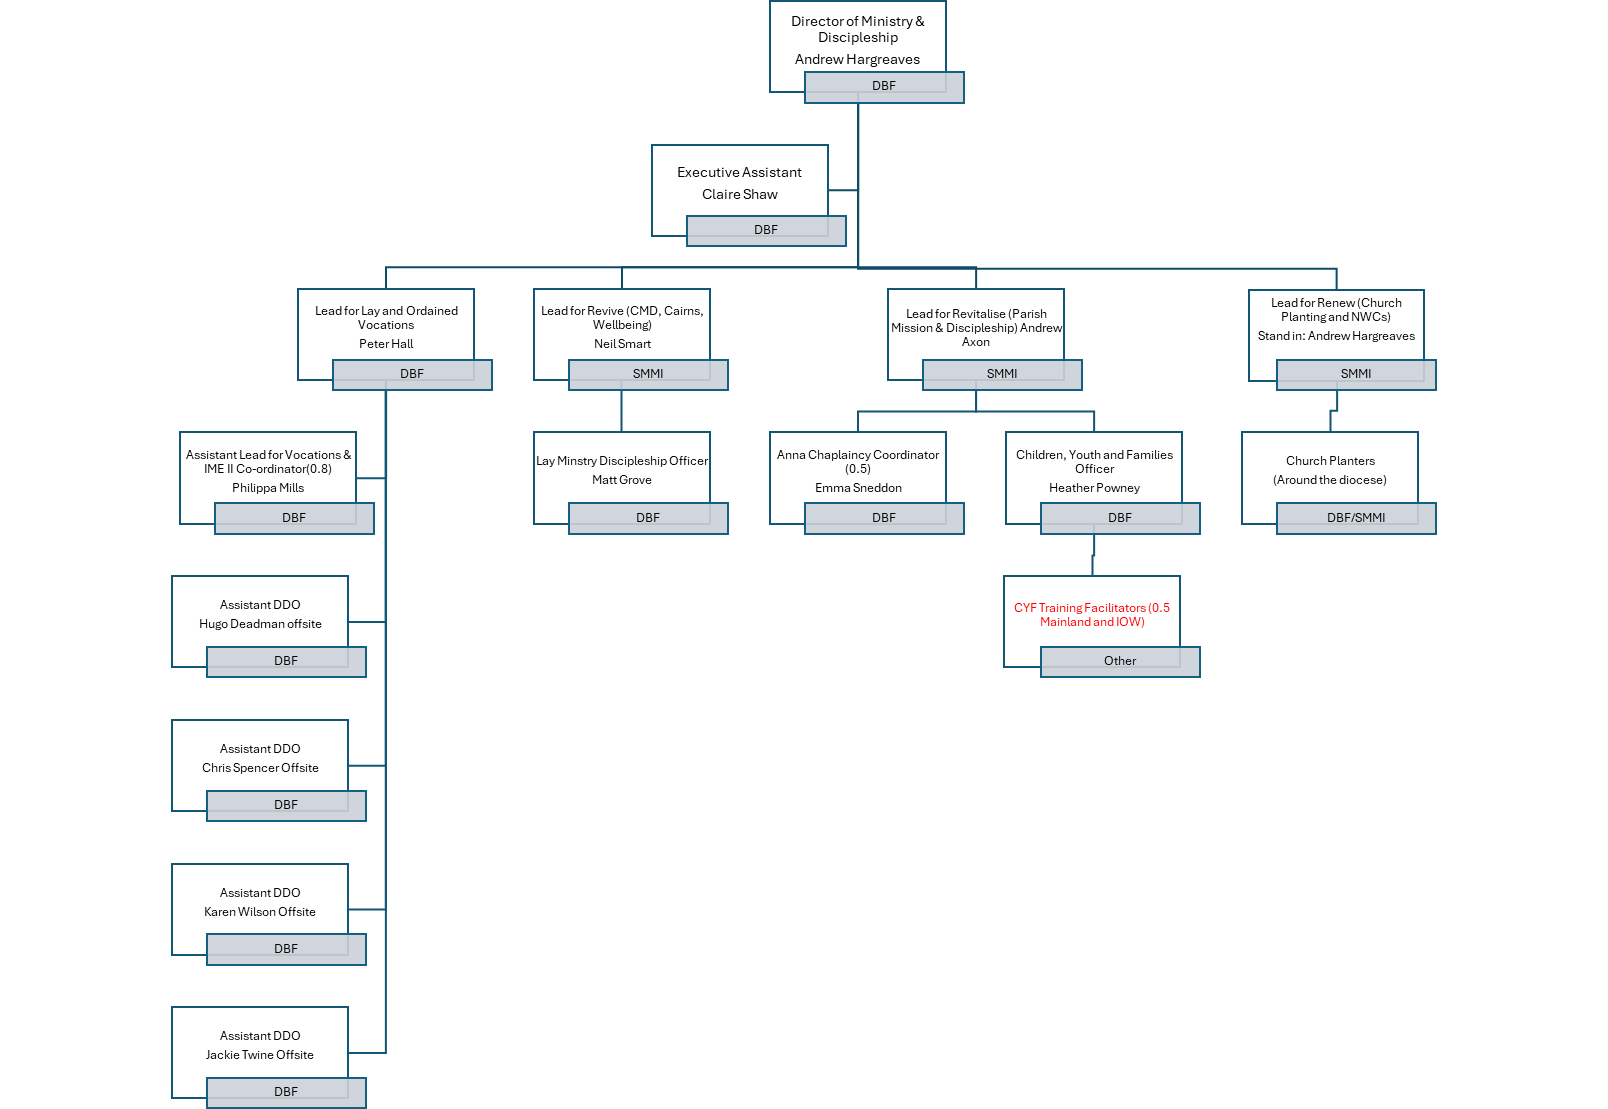 Director of Ministry &
Discipleship
Andrew Hargreaves
DBF
Executive Assistant
Claire Shaw
DBF
Lead for Lay and Ordained
Vocations
Peter Hall
DBF
Lead for Revive (CMD, Cairns,
Wellbeing)
Neil Smart
SMMI
Lead for Revitalise (Parish
Mission & Discipleship) Andrew
Axon
SMMI
Lead for Renew (Church
Planting and NWCs)
Stand in: Andrew Hargreaves
SMMI
Assistant Lead for Vocations &
IME II Co-ordinator(0.8)
Philippa Mills
DBF
Lay Minstry Discipleship Officer
Matt Grove
DBF
Anna Chaplaincy Coordinator
(0.5)
Emma Sneddon
DBF
Children, Youth and Families
Officer
Heather Powney
DBF
Church Planters
(Around the diocese)
DBF/SMMI
Assistant DDO
Hugo Deadman offsite
DBF
CYF Training Facilitators (0.5
Mainland and IOW)
Other
Assistant DDO
Chris Spencer Offsite
DBF
Assistant DDO
Karen Wilson Offsite
DBF
Assistant DDO
Jackie Twine Offsite
DBF